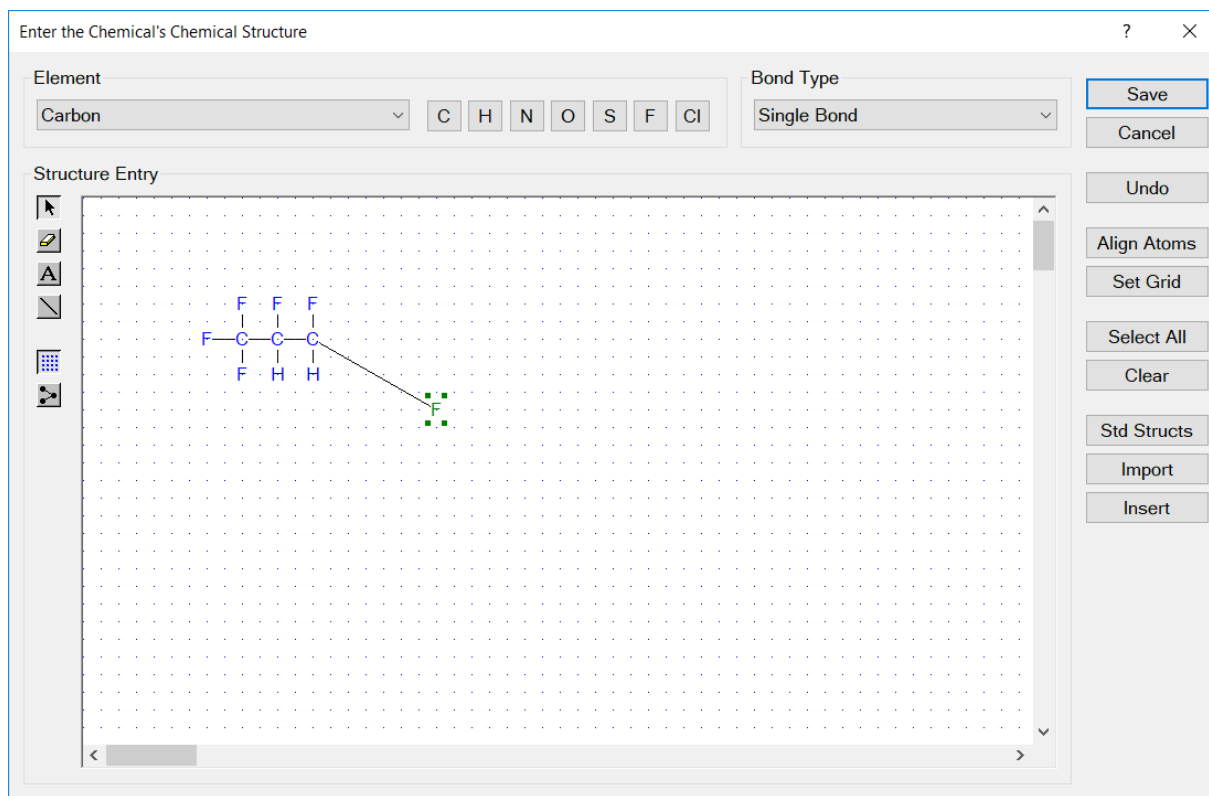 Enter the Chemical's Chemical Structure ? ×
Element
Carbon
C H N O S F Cl
Bond Type
Single Bond
Save
Cancel
Undo
Align Atoms
Set Grid
Select All
Clear
Std Structs
Import
Insert
Structure Entry
A
F F F
F C C C
F H H
F